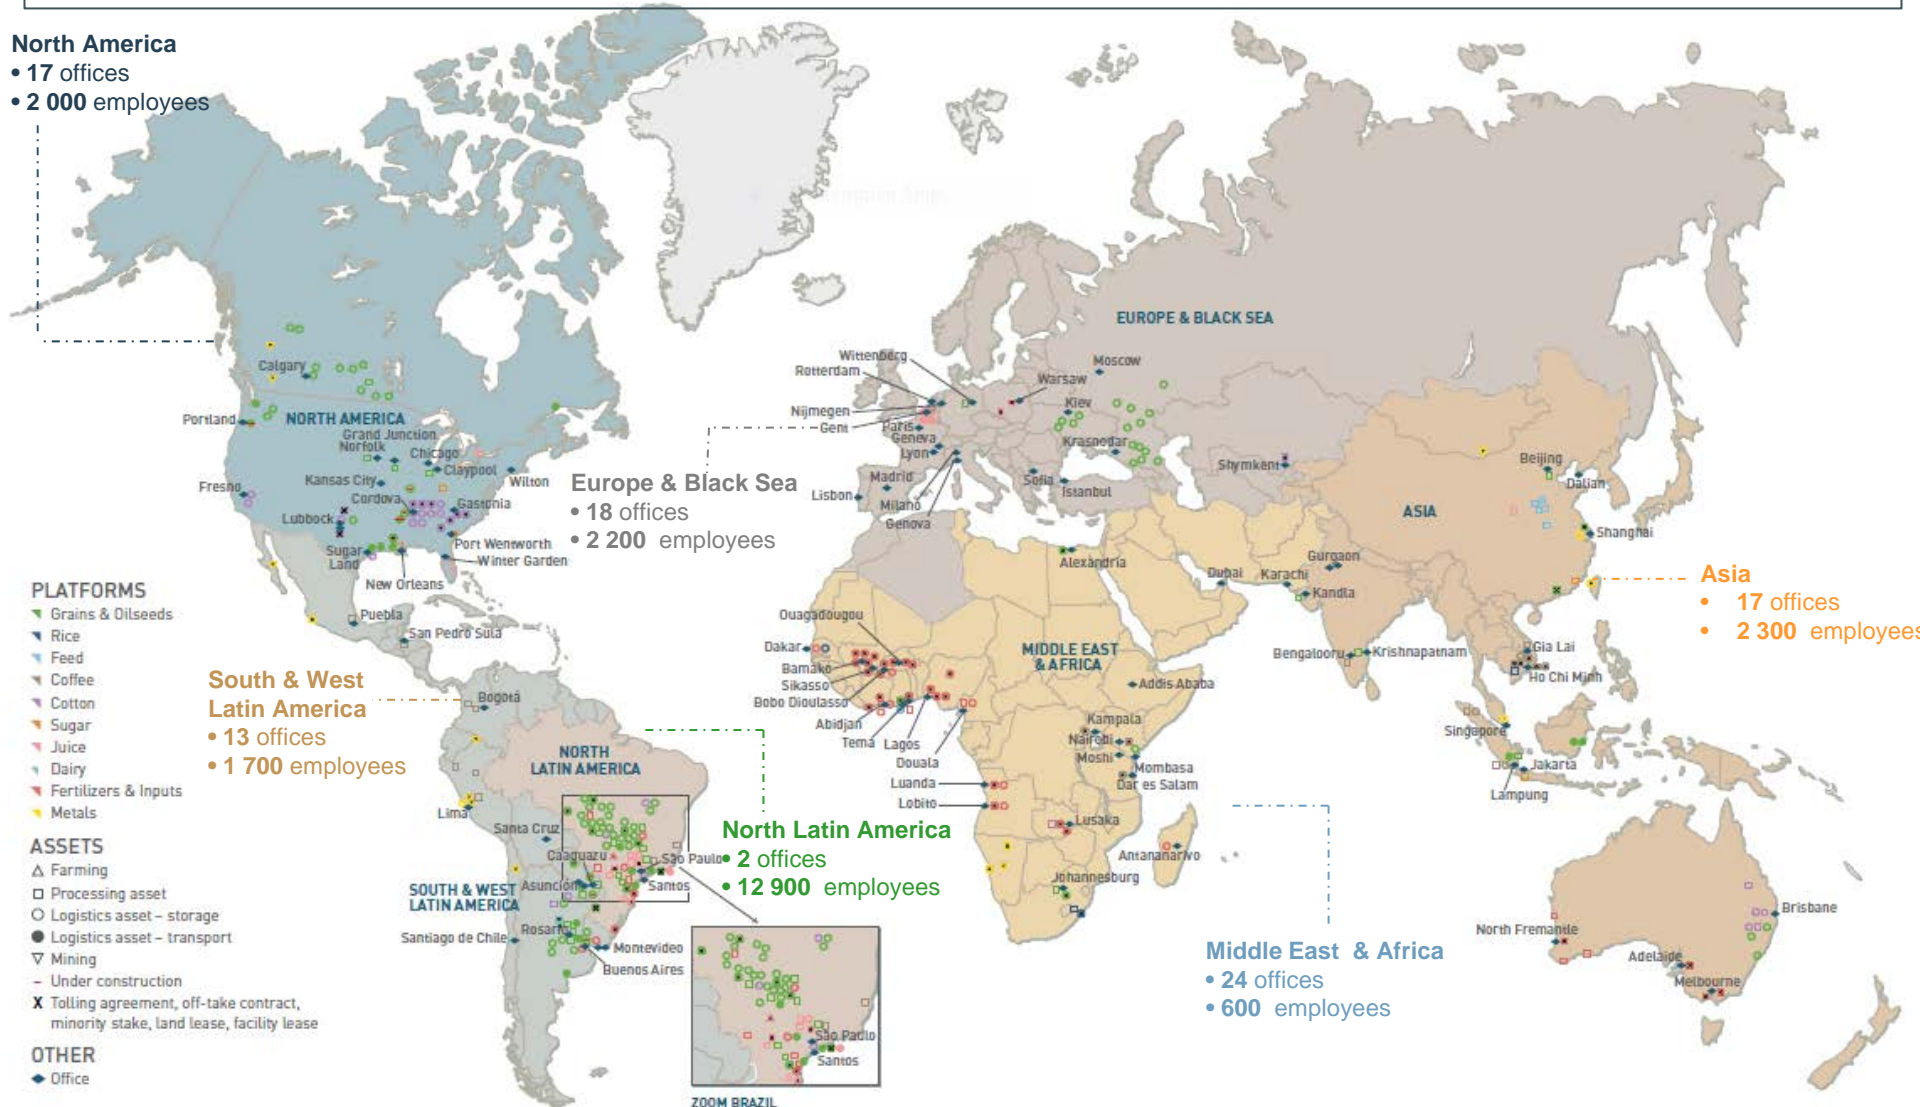 North America
• 17 offices
• 2 000 employees
Calgary
Portland
NORTH AMERICA
Grand Junction
Norfolk
Chicago
Claypool
Kansas City
Wilton
Fresno
Cordova
Gastonia
Lubbock
Sugar
Land
Port Wentworth
Winter Garden
New Orleans
Puebla
San Pedro Sula
EUROPE & BLACK SEA
Wittenberg
Rotterdam
Moscow
Warsaw
Nijmegen
Kiev
Gent
Paris
Geneva
Krasnodar
Lyon
Shymkent
Madrid
Sofia
Istanbul
Lisbon
Milano
Genova
Europe & Black Sea
• 18 offices
• 2 200 employees
Beijing
Dalian
ASIA
Shanghai
Gurgaon
Karachi
Dubai
Kandla
Alexandria
Asia
• 17 offices
• 2 300 employees
Ouagadougou
Dakar
MIDDLE EAST
& AFRICA
Bamako
Sikasso
Bobo Dioulasso
Addis Ababa
Abidjan
Kampala
Tema
Lagos
Nairobi
Douala
Moshi
Mombasa
Luanda
Dar es Salam
Lobito
Lusaka
Antananarivo
Johannesburg
Bengalooru
Krishnapatnam
Gia Lai
Ho Chi Minh
Singapore
Jakarta
Lampung
Brisbane
North Fremantle
Adelaide
Melbourne
PLATFORMS
Grains & Oilseeds
Rice
Feed
Coffee
Cotton
Sugar
Juice
Dairy
Fertilizers & Inputs
Metals
ASSETS
Farming
Processing asset
Logistics asset – storage
Logistics asset – transport
Mining
Under construction
X Tolling agreement, off-take contract,
minority stake, land lease, facility lease
OTHER
Office
South & West
Latin America
• 13 offices
• 1 700 employees
Bogotá
NORTH
LATIN AMERICA
Lima
Santa Cruz
Caaguazu
São Paulo
Asunción
Santos
SOUTH & WEST
LATIN AMERICA
Rosario
Santiago de Chile
Montevideo
Buenos Aires
North Latin America
• 2 offices
• 12 900 employees
São Paulo
Santos
ZOOM BRAZIL
Middle East & Africa
• 24 offices
• 600 employees